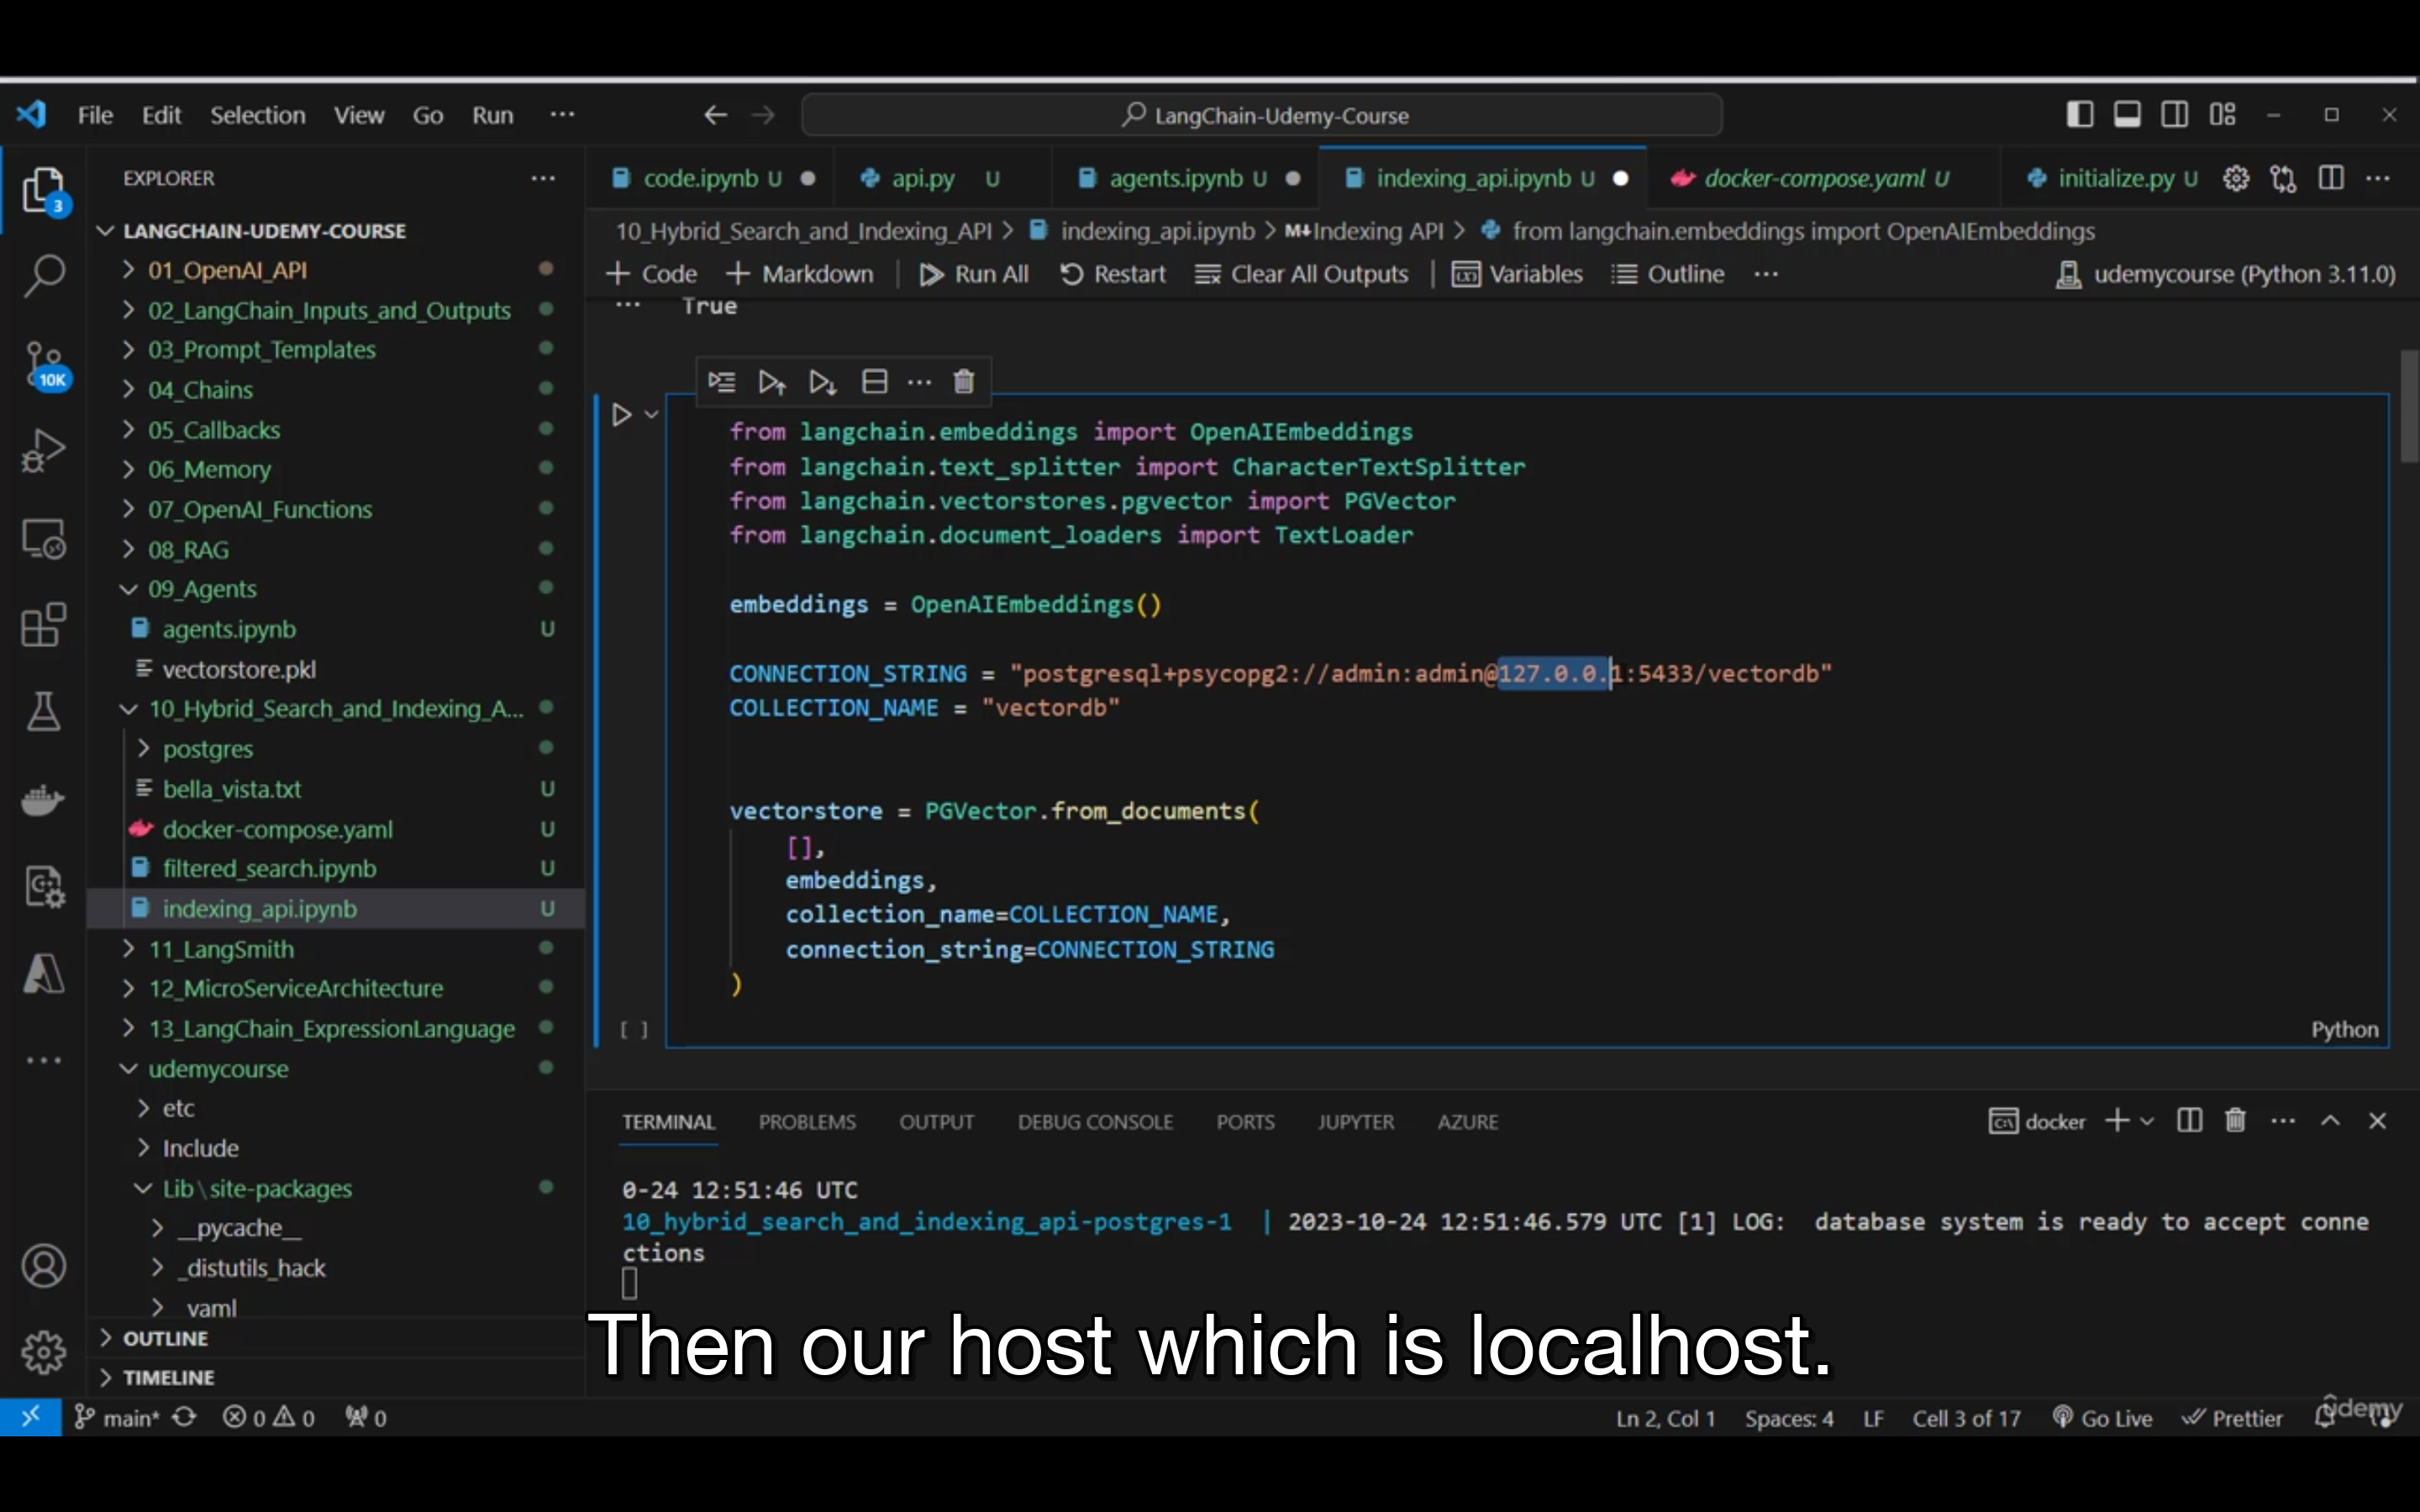 File Edit Selection View Go Run ···
LangChain-Udemy-Course
EXPLORER
code.ipynb U
api.py U
agents.ipynb U
indexing_api.ipynb U
docker-compose.yaml U
initialize.py U
10_Hybrid_Search_and_Indexing_API > indexing_api.ipynb > M↓Indexing API > from langchain.embeddings import OpenAIEmbeddings
+ Code + Markdown Run All Restart Clear All Outputs Variables Outline ··· udemycourse (Python 3.11.0)
3
10K
LANGCHAIN-UDEMY-COURSE
01_OpenAI_API
02_LangChain_Inputs_and_Outputs
03_Prompt_Templates
04_Chains
05_Callbacks
06_Memory
07_OpenAI_Functions
08_RAG
09_Agents
agents.ipynb U
vectorstore.pkl
10_Hybrid_Search_and_Indexing_A...
postgres
bella_vista.txt U
docker-compose.yaml U
filtered_search.ipynb U
indexing_api.ipynb U
11_LangSmith
12_MicroServiceArchitecture
13_LangChain_ExpressionLanguage
udemycourse
etc
Include
Lib\site-packages
__pycache__
_distutils_hack
yaml
OUTLINE
TIMELINE
True
from langchain.embeddings import OpenAIEmbeddings
from langchain.text_splitter import CharacterTextSplitter
from langchain.vectorstores.pgvector import PGVector
from langchain.document_loaders import TextLoader
embeddings = OpenAIEmbeddings()
CONNECTION_STRING = "postgresql+psycopg2://admin:admin@127.0.0.1:5433/vectordb"
COLLECTION_NAME = "vectordb"
vectorstore = PGVector.from_documents(
[],
embeddings,
collection_name=COLLECTION_NAME,
connection_string=CONNECTION_STRING
)
[ ]
Python
TERMINAL PROBLEMS OUTPUT DEBUG CONSOLE PORTS JUPYTER AZURE
docker
0-24 12:51:46 UTC
10_hybrid_search_and_indexing_api-postgres-1 | 2023-10-24 12:51:46.579 UTC [1] LOG: database system is ready to accept conne
ctions
Then our host which is localhost.
main* 0 0 0
Ln 2, Col 1 Spaces: 4 LF Cell 3 of 17 Go Live Prettier
ûdemy